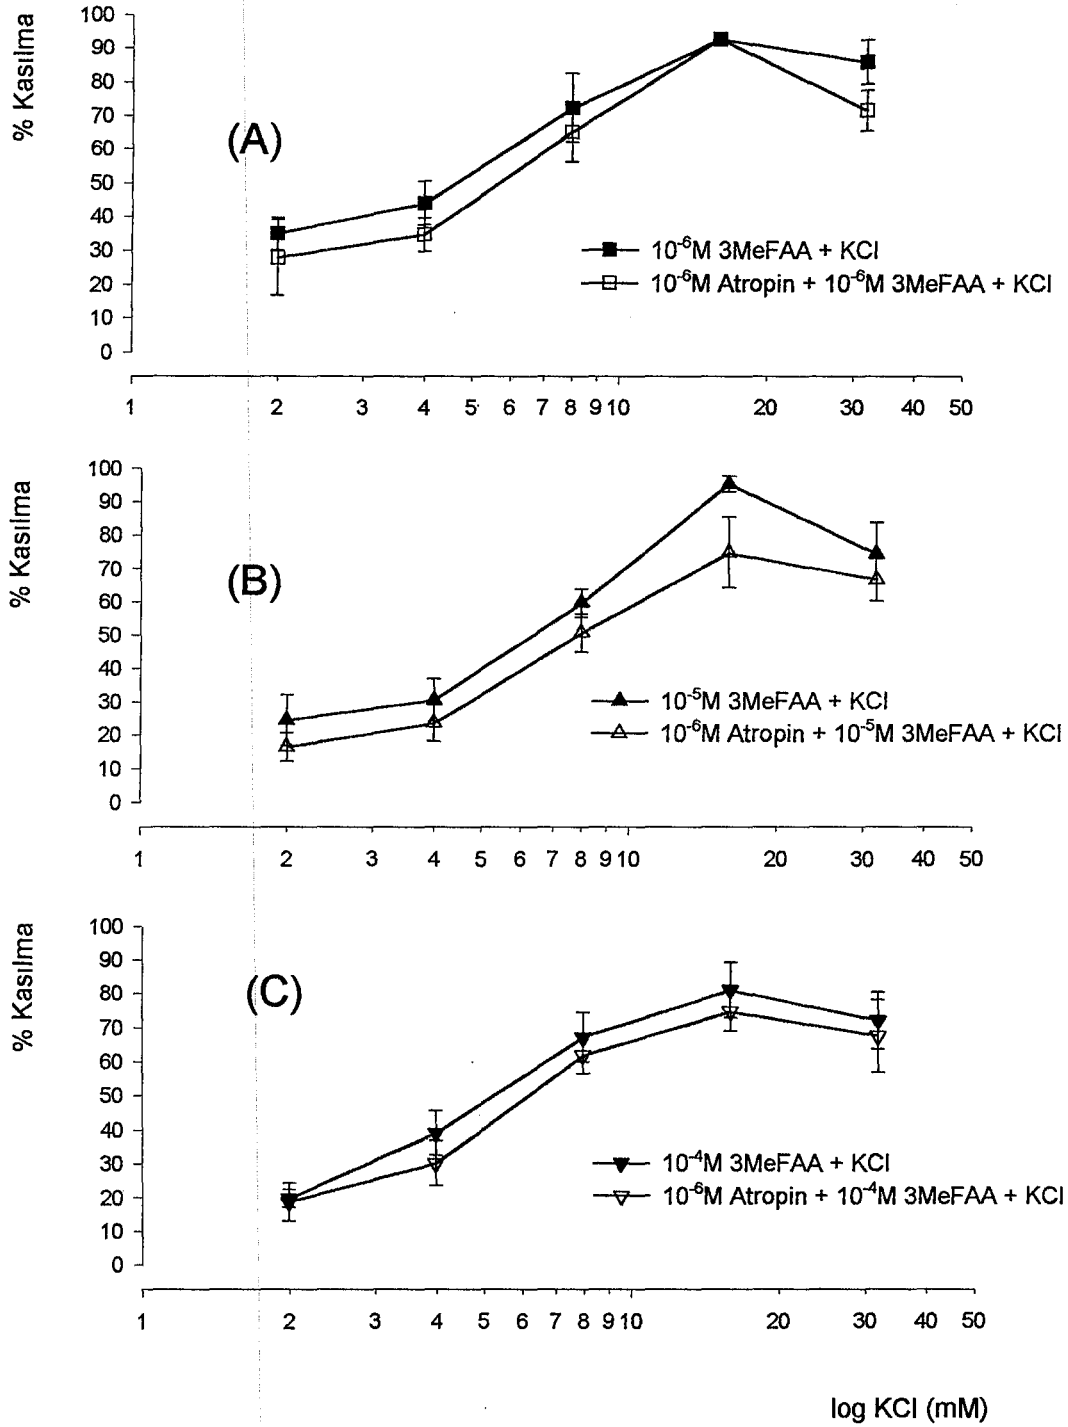 % Kasılma
100
90
80
70
60
50
40
30
20
10
0
(A)
10⁻⁶M 3MeFAA + KCl
10⁻⁶M Atropin + 10⁻⁶M 3MeFAA + KCl
1 2 3 4 5 6 7 8 9 10 20 30 40 50
% Kasılma
100
90
80
70
60
50
40
30
20
10
0
(B)
10⁻⁵M 3MeFAA + KCl
10⁻⁶M Atropin + 10⁻⁵M 3MeFAA + KCl
1 2 3 4 5 6 7 8 9 10 20 30 40 50
% Kasılma
100
90
80
70
60
50
40
30
20
10
0
(C)
10⁻⁴M 3MeFAA + KCl
10⁻⁶M Atropin + 10⁻⁴M 3MeFAA + KCl
1 2 3 4 5 6 7 8 9 10 20 30 40 50
log KCl (mM)